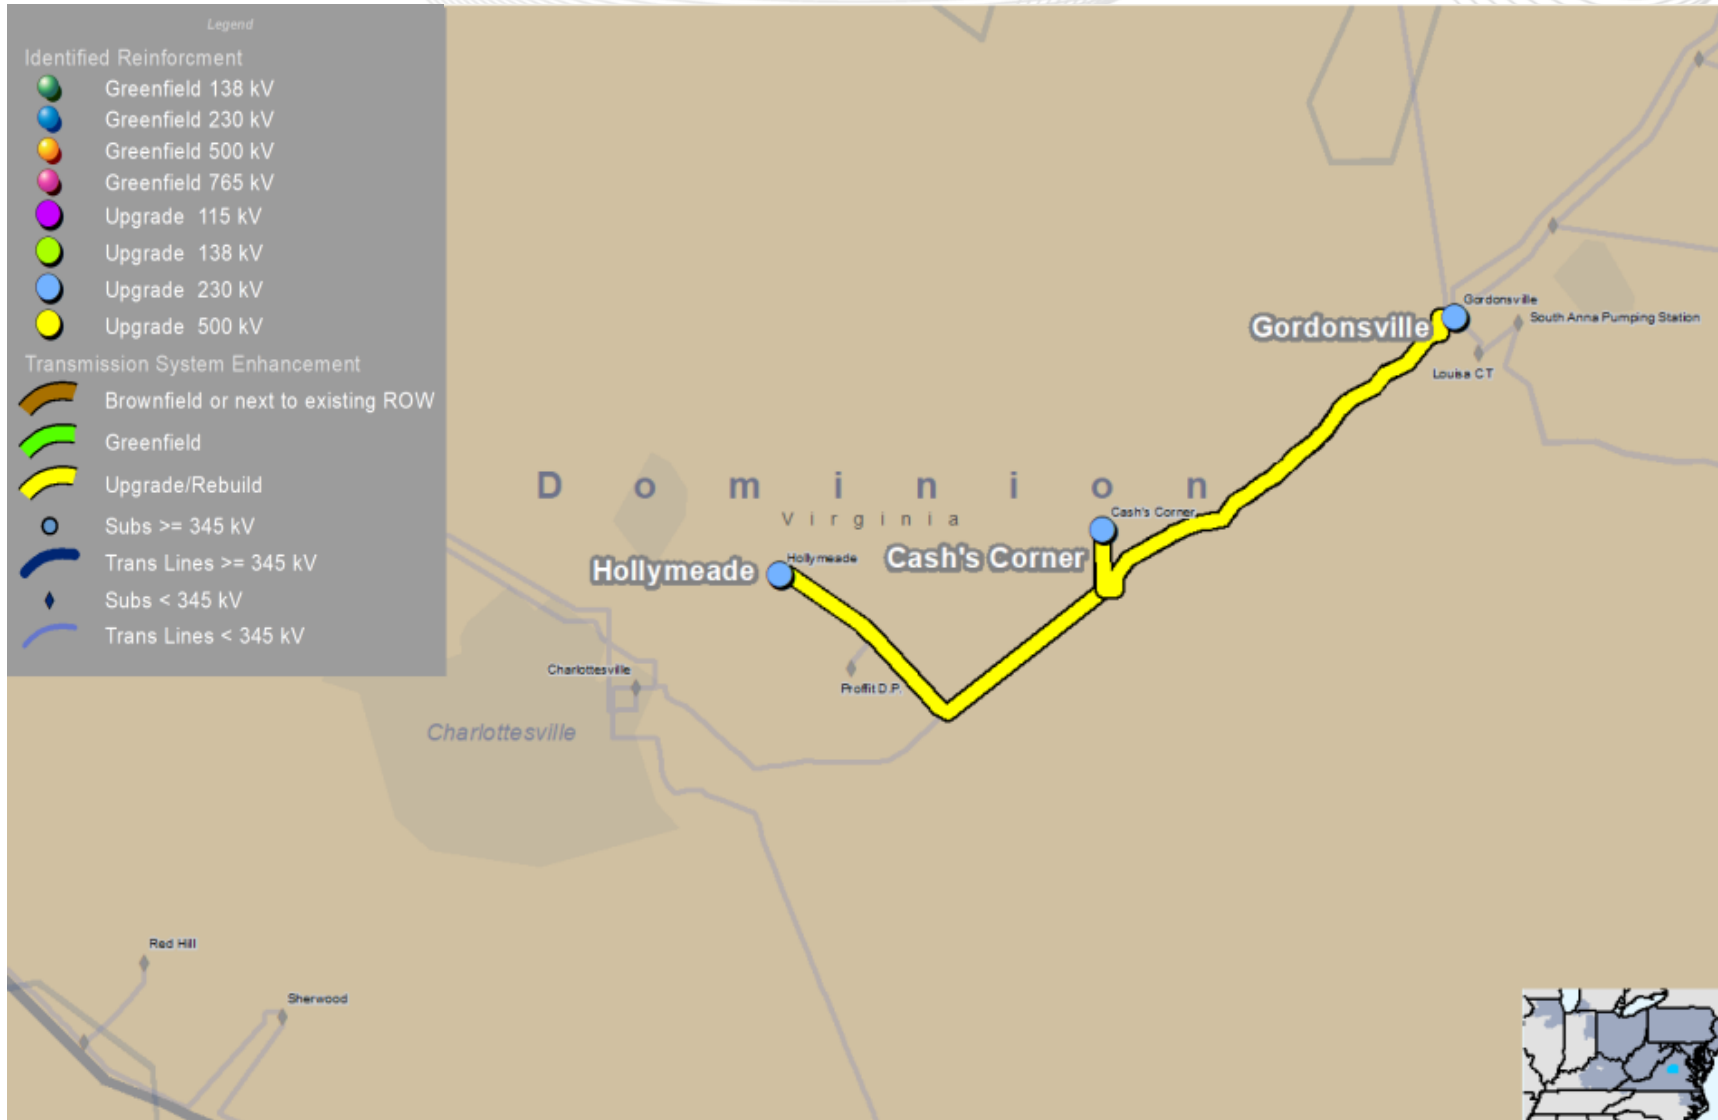 Legend
Identified Reinforcment
Greenfield 138 kV
Greenfield 230 kV
Greenfield 500 kV
Greenfield 765 kV
Upgrade 115 kV
Upgrade 138 kV
Upgrade 230 kV
Upgrade 500 kV
Transmission System Enhancement
Brownfield or next to existing ROW
Greenfield
Upgrade/Rebuild
Subs >= 345 kV
Trans Lines >= 345 kV
Subs < 345 kV
Trans Lines < 345 kV
Gordonsville
Gordonsville
South Anna Pumping Station
Louisa CT
Dominion
Virginia
Cash's Corner
Cash's Corner
Hollymeade
Hollymeade
Charlottesville
Proffit D.P.
Charlottesville
Red Hill
Sherwood